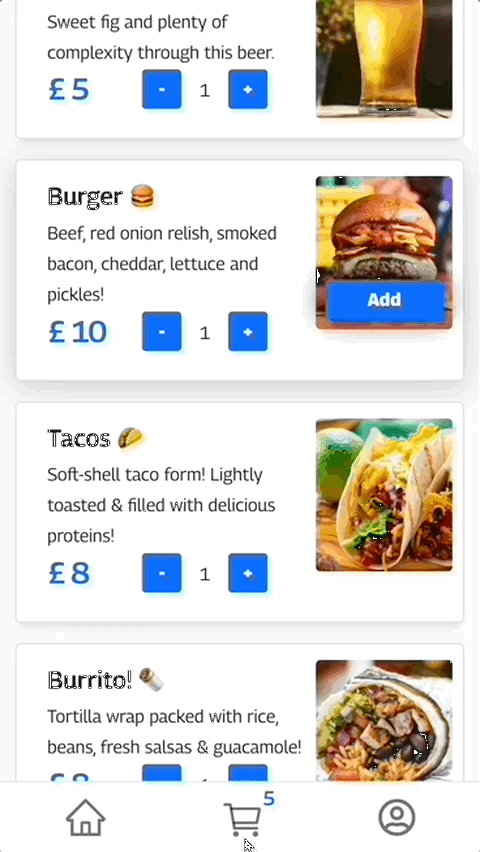 Sweet fig and plenty of
complexity through this beer.
£ 5 - 1 +
Burger
Beef, red onion relish, smoked
bacon, cheddar, lettuce and
pickles!
Add
£ 10 - 1 +
Tacos
Soft-shell taco form! Lightly
toasted & filled with delicious
proteins!
£ 8 - 1 +
Burrito!
Tortilla wrap packed with rice,
beans, fresh salsas & guacamole!
5